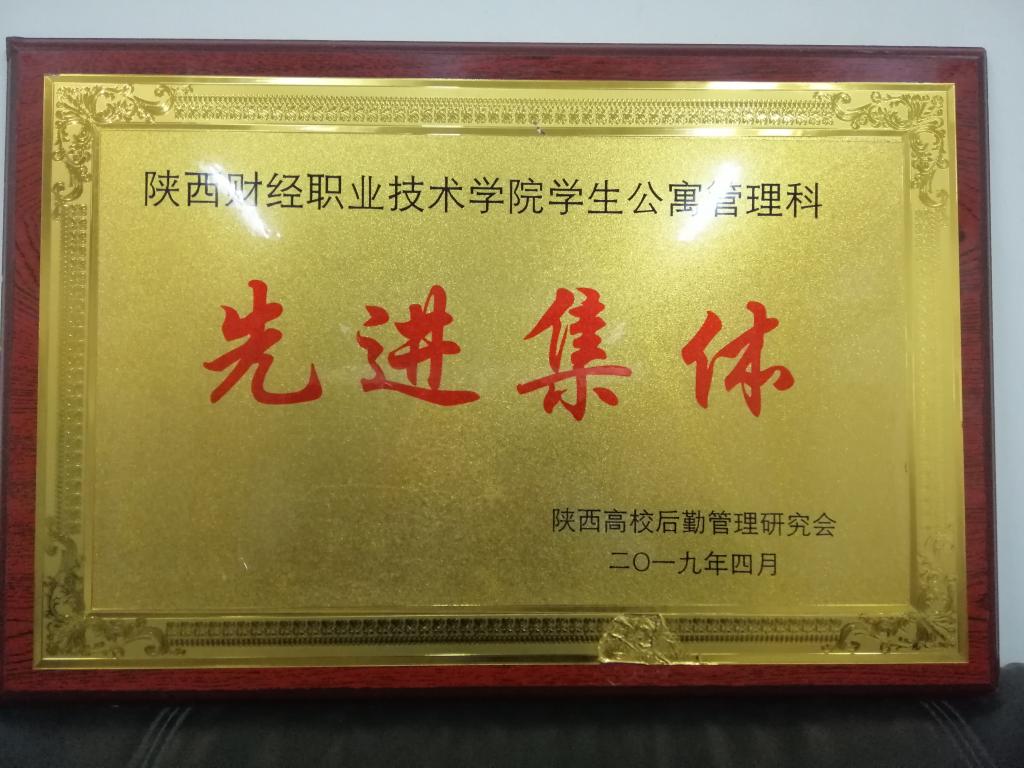 陕西财经职业技术学院学生公寓管理科
先进集体
陕西高校后勤管理研究会
二〇一九年四月